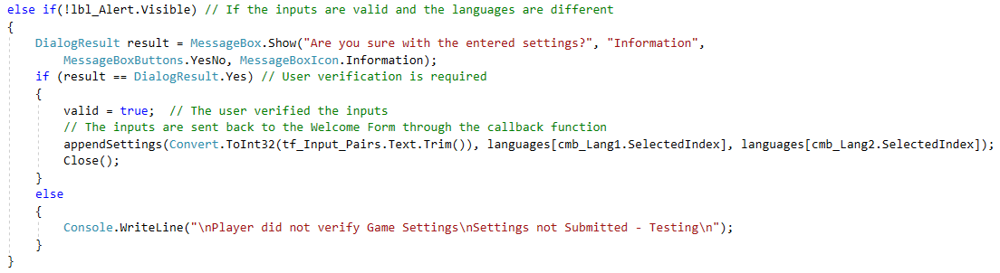 else if(!lbl_Alert.Visible) // If the inputs are valid and the languages are different
{
    DialogResult result = MessageBox.Show("Are you sure with the entered settings?", "Information",
        MessageBoxButtons.YesNo, MessageBoxIcon.Information);
    if (result == DialogResult.Yes) // User verification is required
    {
        valid = true;  // The user verified the inputs
        // The inputs are sent back to the Welcome Form through the callback function
        appendSettings(Convert.ToInt32(tf_Input_Pairs.Text.Trim()), languages[cmb_Lang1.SelectedIndex], languages[cmb_Lang2.SelectedIndex]);
        Close();
    }
    else
    {
        Console.WriteLine("\nPlayer did not verify Game Settings\nSettings not Submitted - Testing\n");
    }
}